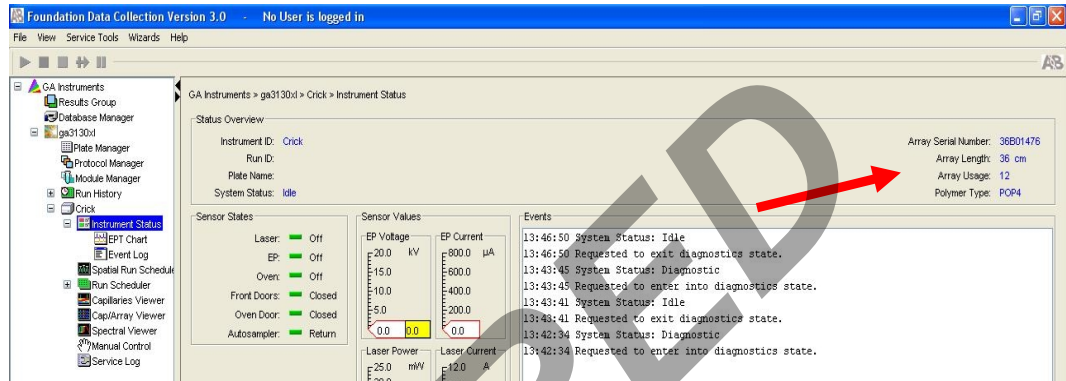 Foundation Data Collection Version 3.0 - No User is logged in
File View Service Tools Wizards Help
AB
GA Instruments
Results Group
Database Manager
ga3130xl
Plate Manager
Protocol Manager
Module Manager
Run History
Crick
Instrument Status
EPT Chart
Event Log
Spatial Run Schedule
Run Scheduler
Capillaries Viewer
Cap/Array Viewer
Spectral Viewer
Manual Control
Service Log
GA Instruments > ga3130xl > Crick > Instrument Status
Status Overview
Instrument ID: Crick
Run ID:
Plate Name:
System Status: Idle
Array Serial Number: 36B01476
Array Length: 36 cm
Array Usage: 12
Polymer Type: POP4
Sensor States
Laser: Off
EP: Off
Oven: Off
Front Doors: Closed
Oven Door: Closed
Autosampler: Return
Sensor Values
EP Voltage
20.0 kV
15.0
10.0
5.0
0.0 0.0
EP Current
800.0 µA
600.0
400.0
200.0
0.0
Laser Power
25.0 mW
20.0
Laser Current
12.0 A
Events
13:46:50 System Status: Idle
13:46:50 Requested to exit diagnostics state.
13:43:45 System Status: Diagnostic
13:43:45 Requested to enter into diagnostics state.
13:43:41 System Status: Idle
13:43:41 Requested to exit diagnostics state.
13:42:34 System Status: Diagnostic
13:42:34 Requested to enter into diagnostics state.
PED